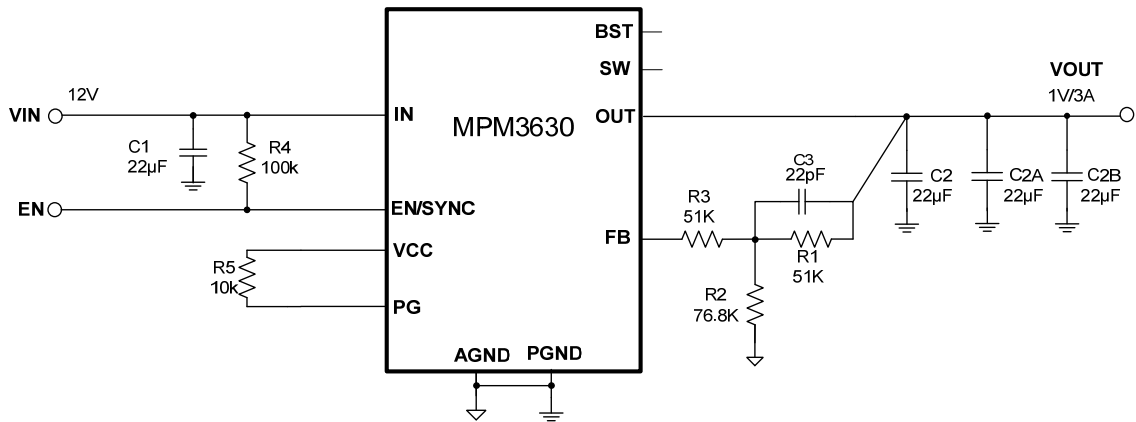 BST
SW
VIN
12V
IN
MPM3630
OUT
VOUT
1V/3A
C1
22µF
R4
100k
C3
22pF
C2
22µF
C2A
22µF
C2B
22µF
EN
EN/SYNC
R3
51K
FB
R1
51K
VCC
R5
10k
PG
R2
76.8K
AGND
PGND